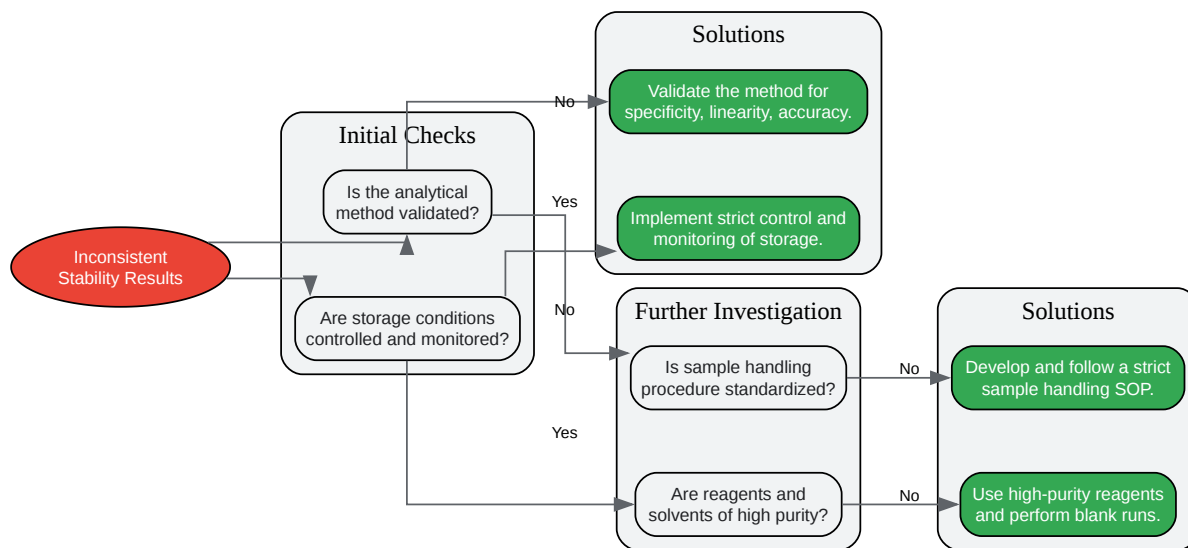 Inconsistent
Stability Results
Initial Checks
Is the analytical
method validated?
Are storage conditions
controlled and monitored?
No
Yes
No
Yes
Solutions
Validate the method for
specificity, linearity, accuracy.
Implement strict control and
monitoring of storage.
Further Investigation
Is sample handling
procedure standardized?
Are reagents and
solvents of high purity?
No
No
Solutions
Develop and follow a strict
sample handling SOP.
Use high-purity reagents
and perform blank runs.